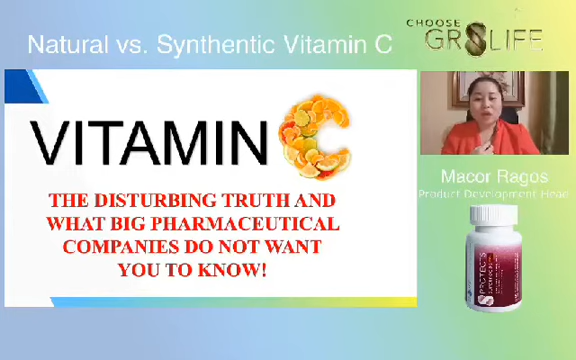 CHOOSE
GR8LIFE
Natural vs. Synthentic Vitamin C
VITAMIN C
THE DISTURBING TRUTH AND
WHAT BIG PHARMACEUTICAL
COMPANIES DO NOT WANT
YOU TO KNOW!
Macor Ragos
Product Development Head
PROTECTS